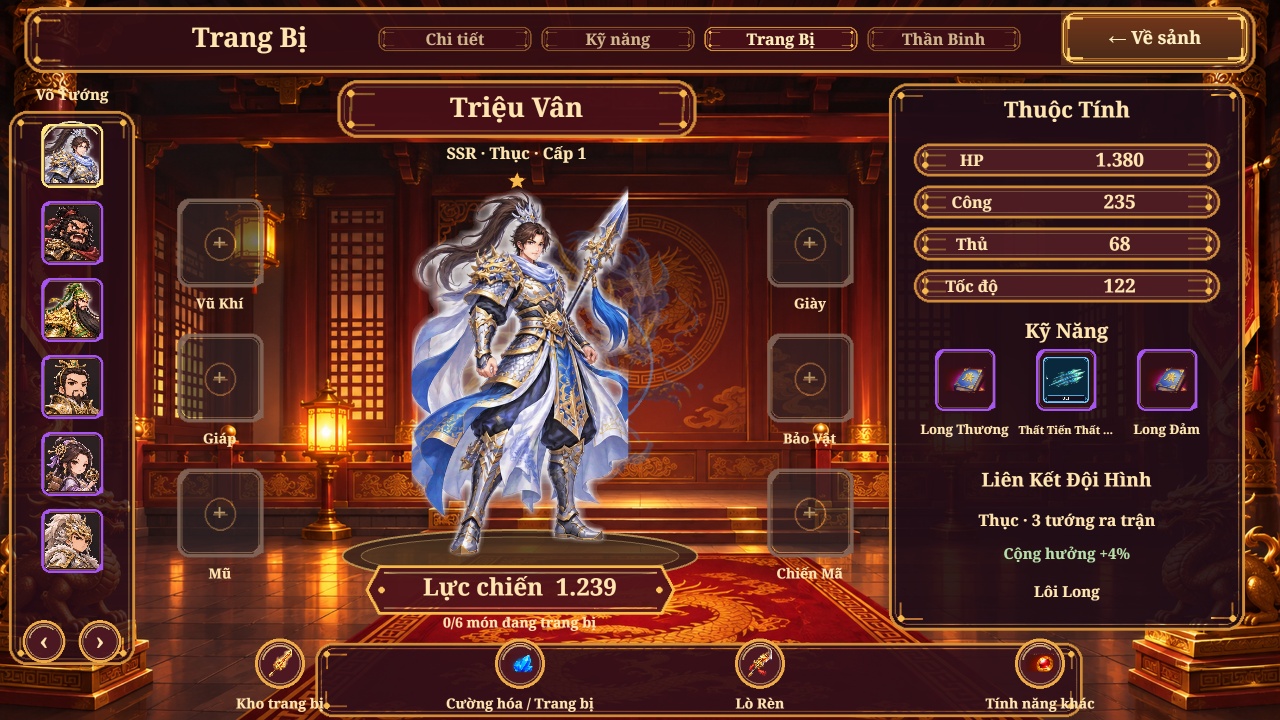 Trang Bị
Chi tiết
Kỹ năng
Trang Bị
Thần Binh
← Về sảnh
Võ Tướng
Triệu Vân
SSR · Thục · Cấp 1
Vũ Khí
Giáp
Mũ
Giày
Bảo Vật
Chiến Mã
Lực chiến 1.239
0/6 món đang trang bị
Thuộc Tính
HP 1.380
Công 235
Thủ 68
Tốc độ 122
Kỹ Năng
Long Thương
Thất Tiến Thất ...
Long Đảm
Liên Kết Đội Hình
Thục · 3 tướng ra trận
Cộng hưởng +4%
Lôi Long
‹ ›
Kho trang bị
Cường hóa / Trang bị
Lò Rèn
Tính năng khác